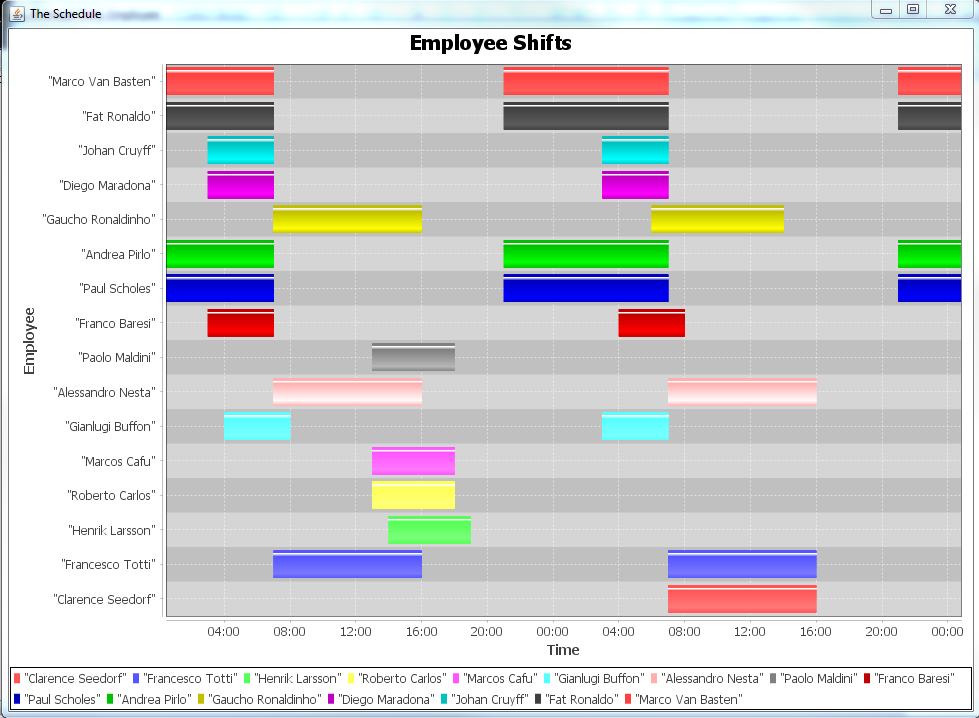 The Schedule
Employee Shifts
"Marco Van Basten"
"Fat Ronaldo"
"Johan Cruyff"
"Diego Maradona"
"Gaucho Ronaldinho"
"Andrea Pirlo"
"Paul Scholes"
"Franco Baresi"
"Paolo Maldini"
"Alessandro Nesta"
"Gianlugi Buffon"
"Marcos Cafu"
"Roberto Carlos"
"Henrik Larsson"
"Francesco Totti"
"Clarence Seedorf"
Employee
04:00 08:00 12:00 16:00 20:00 00:00 04:00 08:00 12:00 16:00 20:00 00:00
Time
"Clarence Seedorf" "Francesco Totti" "Henrik Larsson" "Roberto Carlos" "Marcos Cafu" "Gianlugi Buffon" "Alessandro Nesta" "Paolo Maldini" "Franco Baresi"
"Paul Scholes" "Andrea Pirlo" "Gaucho Ronaldinho" "Diego Maradona" "Johan Cruyff" "Fat Ronaldo" "Marco Van Basten"